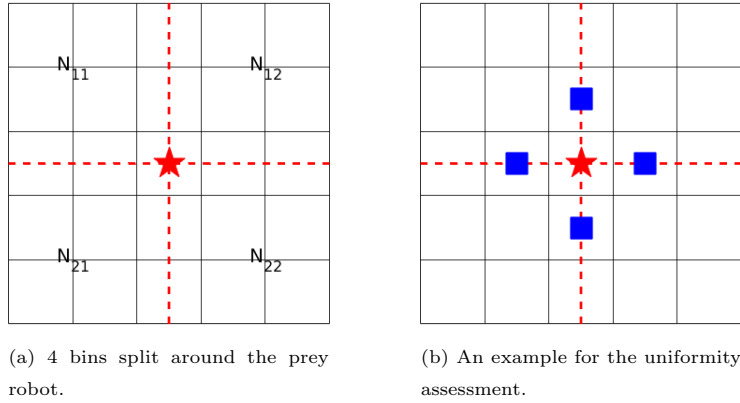 N11 N12
N21 N22
(a) 4 bins split around the prey
robot.
(b) An example for the uniformity
assessment.